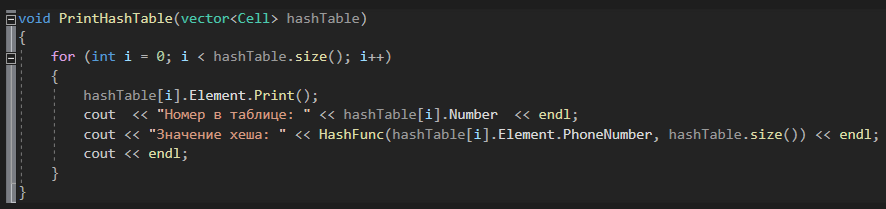 void PrintHashTable(vector<Cell> hashTable)
{
    for (int i = 0; i < hashTable.size(); i++)
    {
        hashTable[i].Element.Print();
        cout  << "Номер в таблице: " << hashTable[i].Number  << endl;
        cout << "Значение хеша: " << HashFunc(hashTable[i].Element.PhoneNumber, hashTable.size()) << endl;
        cout << endl;
    }
}